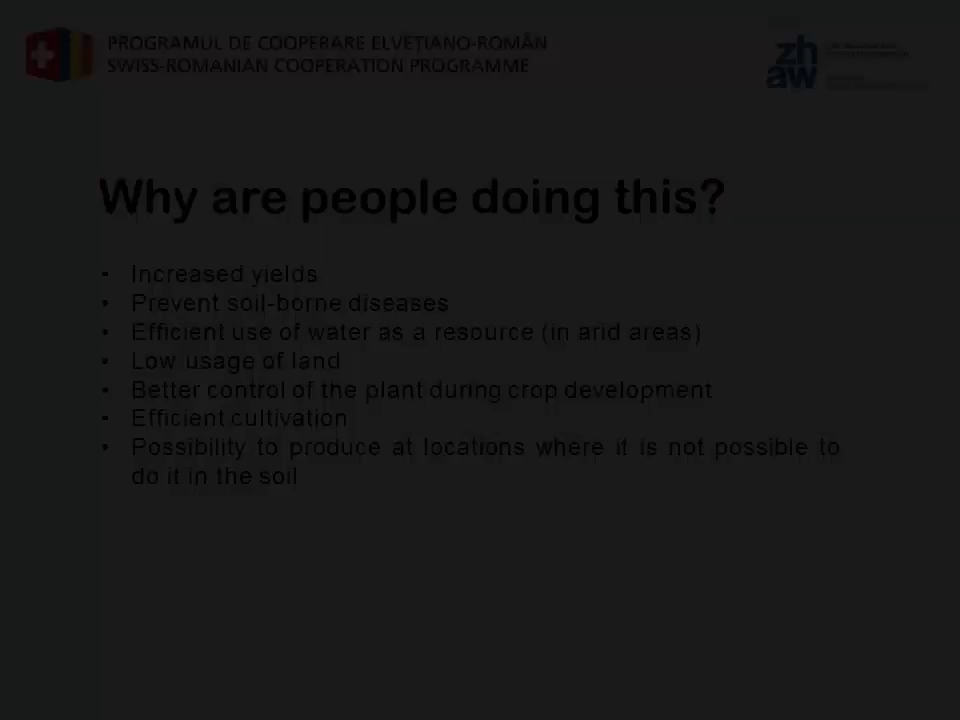 PROGRAMUL DE COOPERARE ELVEȚIANO-ROMÂN
SWISS-ROMANIAN COOPERATION PROGRAMME
zh
aw
Why are people doing this?
• Increased yields
• Prevent soil-borne diseases
• Efficient use of water as a resource (in arid areas)
• Low usage of land
• Better control of the plant during crop development
• Efficient cultivation
• Possibility to produce at locations where it is not possible to
do it in the soil